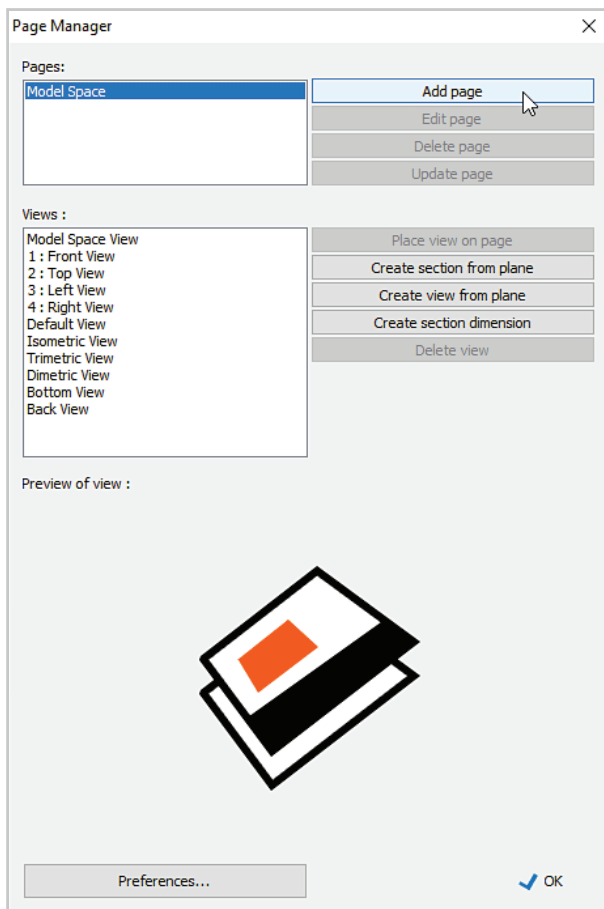 Page Manager
Pages:
Model Space
Add page
Edit page
Delete page
Update page
Views :
Model Space View
1 : Front View
2 : Top View
3 : Left View
4 : Right View
Default View
Isometric View
Trimetric View
Dimetric View
Bottom View
Back View
Place view on page
Create section from plane
Create view from plane
Create section dimension
Delete view
Preview of view :
Preferences...
OK